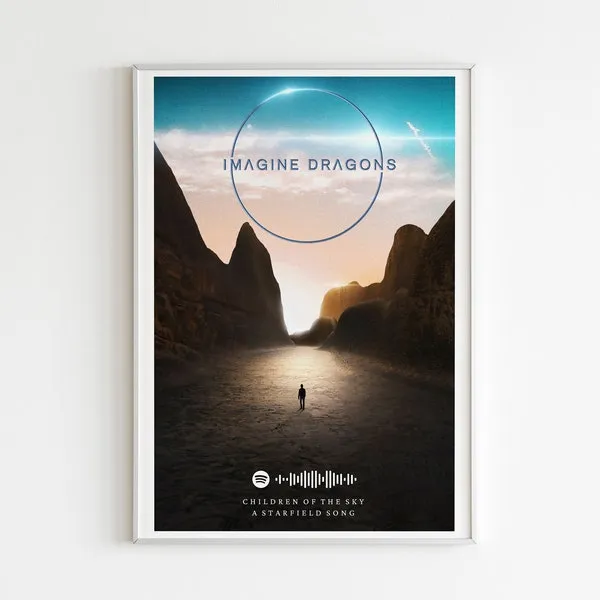 IMAGINE DRAGONS
CHILDREN OF THE SKY
A STARFIELD SONG